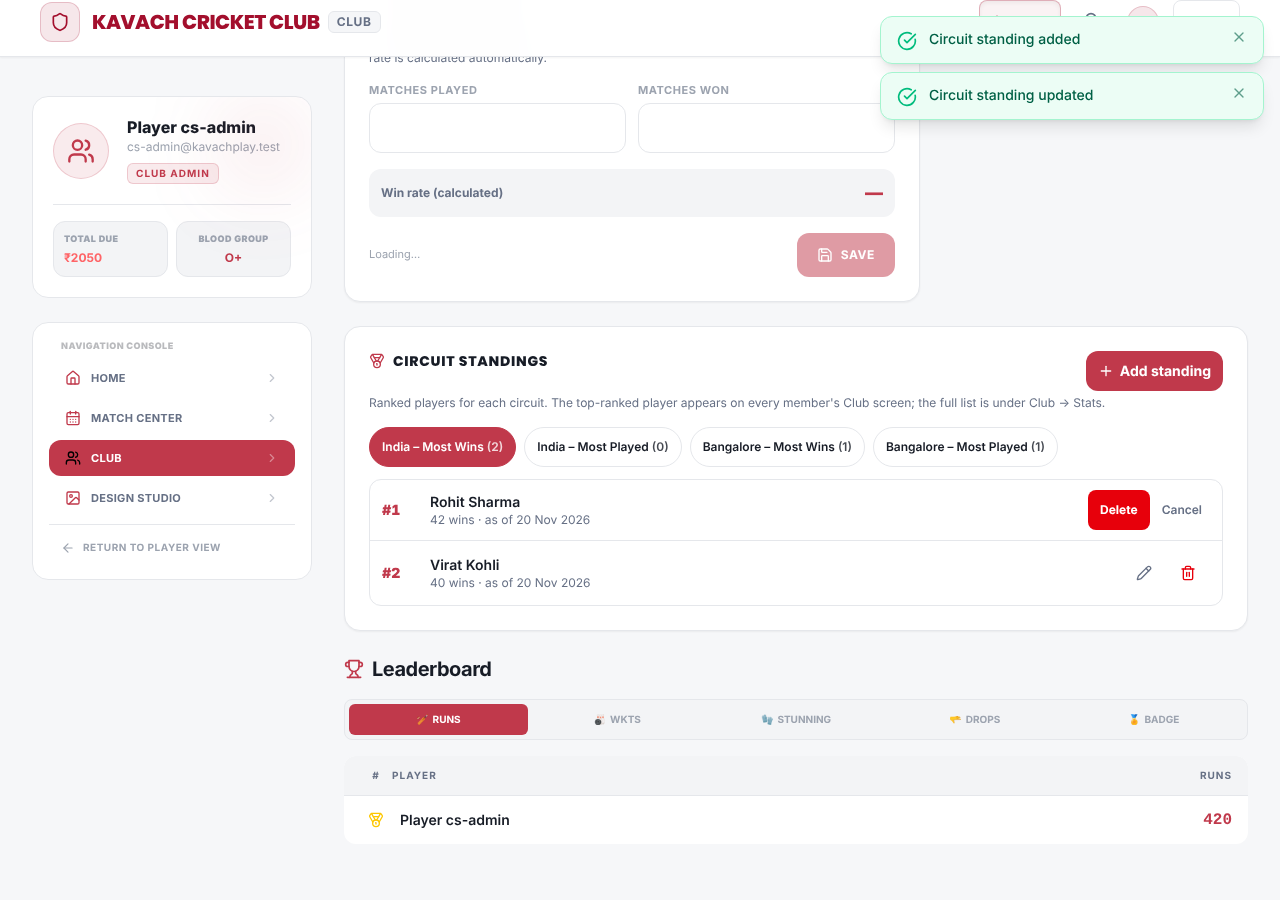 KAVACH CRICKET CLUB CLUB
Circuit standing added
Circuit standing updated
rate is calculated automatically.
MATCHES PLAYED
MATCHES WON
Win rate (calculated) —
Loading...
SAVE
Player cs-admin
cs-admin@kavachplay.test
CLUB ADMIN
TOTAL DUE
₹2050
BLOOD GROUP
O+
NAVIGATION CONSOLE
HOME
MATCH CENTER
CLUB
DESIGN STUDIO
RETURN TO PLAYER VIEW
CIRCUIT STANDINGS
Add standing
Ranked players for each circuit. The top-ranked player appears on every member's Club screen; the full list is under Club → Stats.
India – Most Wins (2)
India – Most Played (0)
Bangalore – Most Wins (1)
Bangalore – Most Played (1)
#1
Rohit Sharma
42 wins · as of 20 Nov 2026
Delete
Cancel
#2
Virat Kohli
40 wins · as of 20 Nov 2026
Leaderboard
RUNS
WKTS
STUNNING
DROPS
BADGE
# PLAYER RUNS
Player cs-admin 420